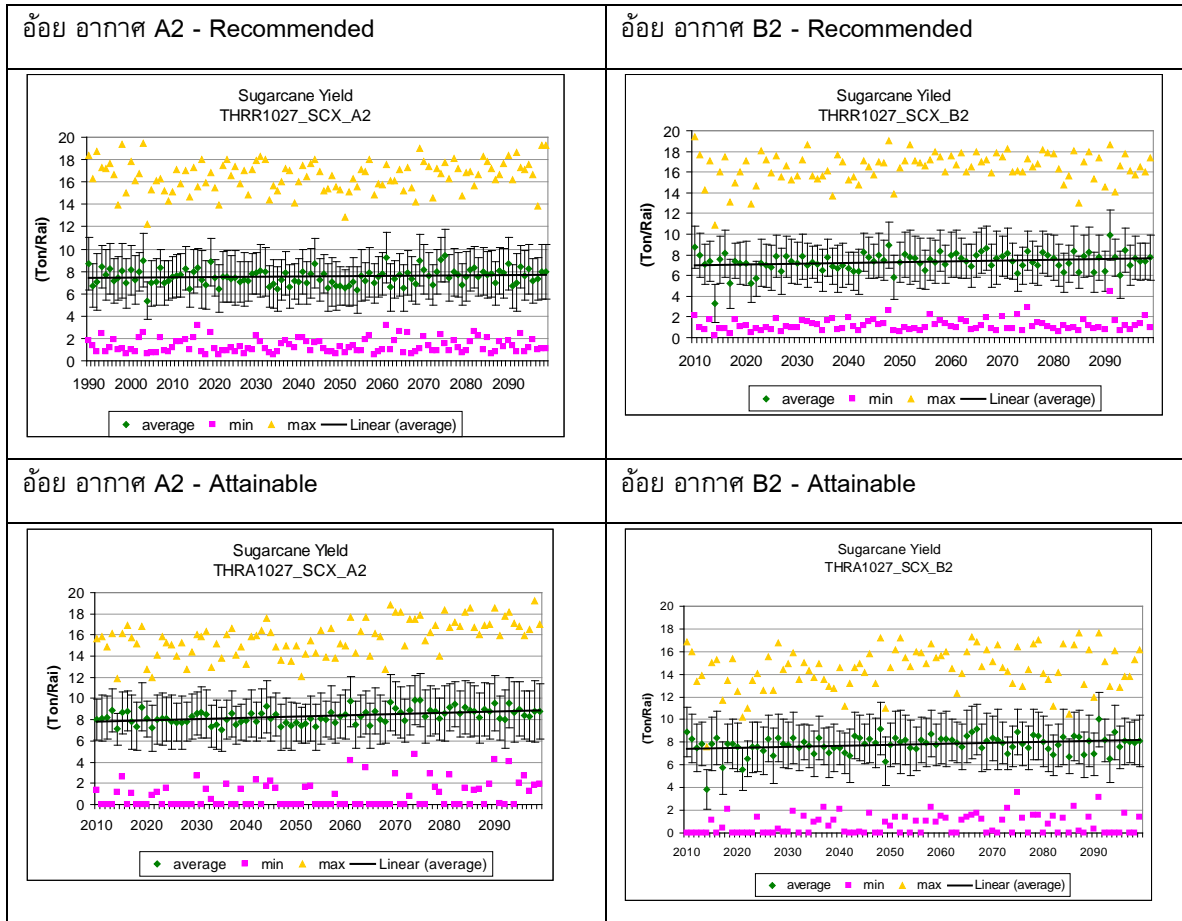 อ้อย อากาศ A2 - Recommended
อ้อย อากาศ B2 - Recommended
Sugarcane Yield
THRR1027_SCX_A2
(Ton/Rai)
20
18
16
14
12
10
8
6
4
2
0
1990 2000 2010 2020 2030 2040 2050 2060 2070 2080 2090
average min max Linear (average)
Sugarcane Yiled
THRR1027_SCX_B2
(Ton/Rai)
20
18
16
14
12
10
8
6
4
2
0
2010 2020 2030 2040 2050 2060 2070 2080 2090
average min max Linear (average)
อ้อย อากาศ A2 - Attainable
อ้อย อากาศ B2 - Attainable
Sugarcane Yield
THRA1027_SCX_A2
(Ton/Rai)
20
18
16
14
12
10
8
6
4
2
0
2010 2020 2030 2040 2050 2060 2070 2080 2090
average min max Linear (average)
Sugarcane Yield
THRA1027_SCX_B2
(Ton/Rai)
20
18
16
14
12
10
8
6
4
2
0
2010 2020 2030 2040 2050 2060 2070 2080 2090
average min max Linear (average)